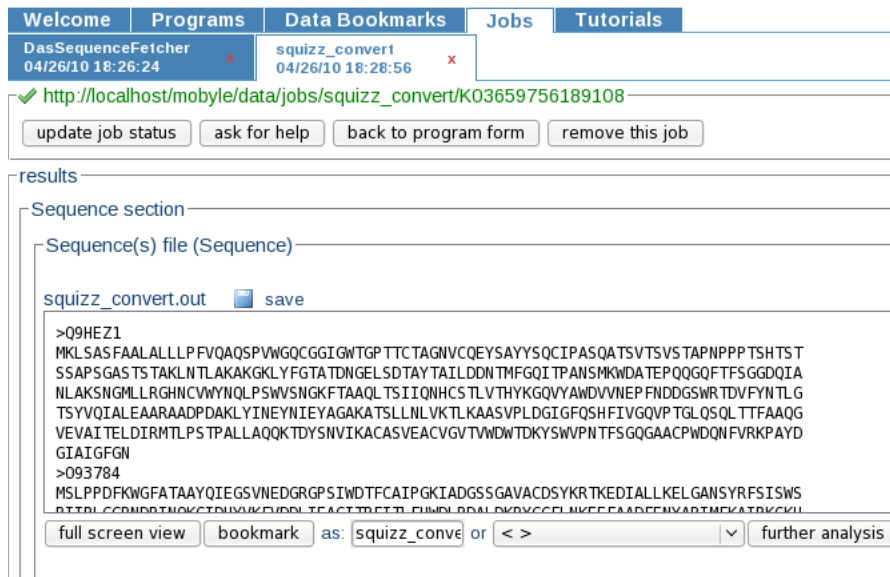 Welcome Programs Data Bookmarks Jobs Tutorials
DasSequenceFetcher
04/26/10 18:26:24 x
squizz_convert
04/26/10 18:28:56 x
http://localhost/mobyle/data/jobs/squizz_convert/K03659756189108
update job status ask for help back to program form remove this job
results
Sequence section
Sequence(s) file (Sequence)
squizz_convert.out save
>Q9HEZ1
MKLSASFAALALLLPFVQAQSPVWGQCGGIGWTGPTTCTAGNVCQEYSAYYSQCIPASQATSVTSVSTAPNPPPTSHTST
SSAPSGASTSTAKLNTLAKAKGKLYFGTATDNGELSDTAYTAILDDNTMFGQITPANSMKWDATEPQQGQFTFSGGDQIA
NLAKSNGMLLRGHNCVWYNQLPSWVSNGKFTAAQLTSIIQNHCSTLVTHYKGQVYAWDVVNEPFNDDGSWRTDVFYNTLG
TSYVQIALEAARAADPDAKLYINEYNIEYAGAKATSLLNLVKTLKAASVPLDGIGFQSHFIVGQVPTGLQSQLTTFAAQG
VEVAITELDIRMTLPSTPALLAQQKTDYSNVIKACASVEACVGVTVWDWTDKYSWVPNTFSGQGAACPWDQNFVRKPAYD
GIAIGFGN
>O93784
MSLPPDFKWGFATAAYQIEGSVNEDGRGPSIWDTFCAIPGKIADGSSGAVACDSYKRTKEDIALLKELGANSYRFSISWS
full screen view bookmark as: squizz_conve or < > further analysis